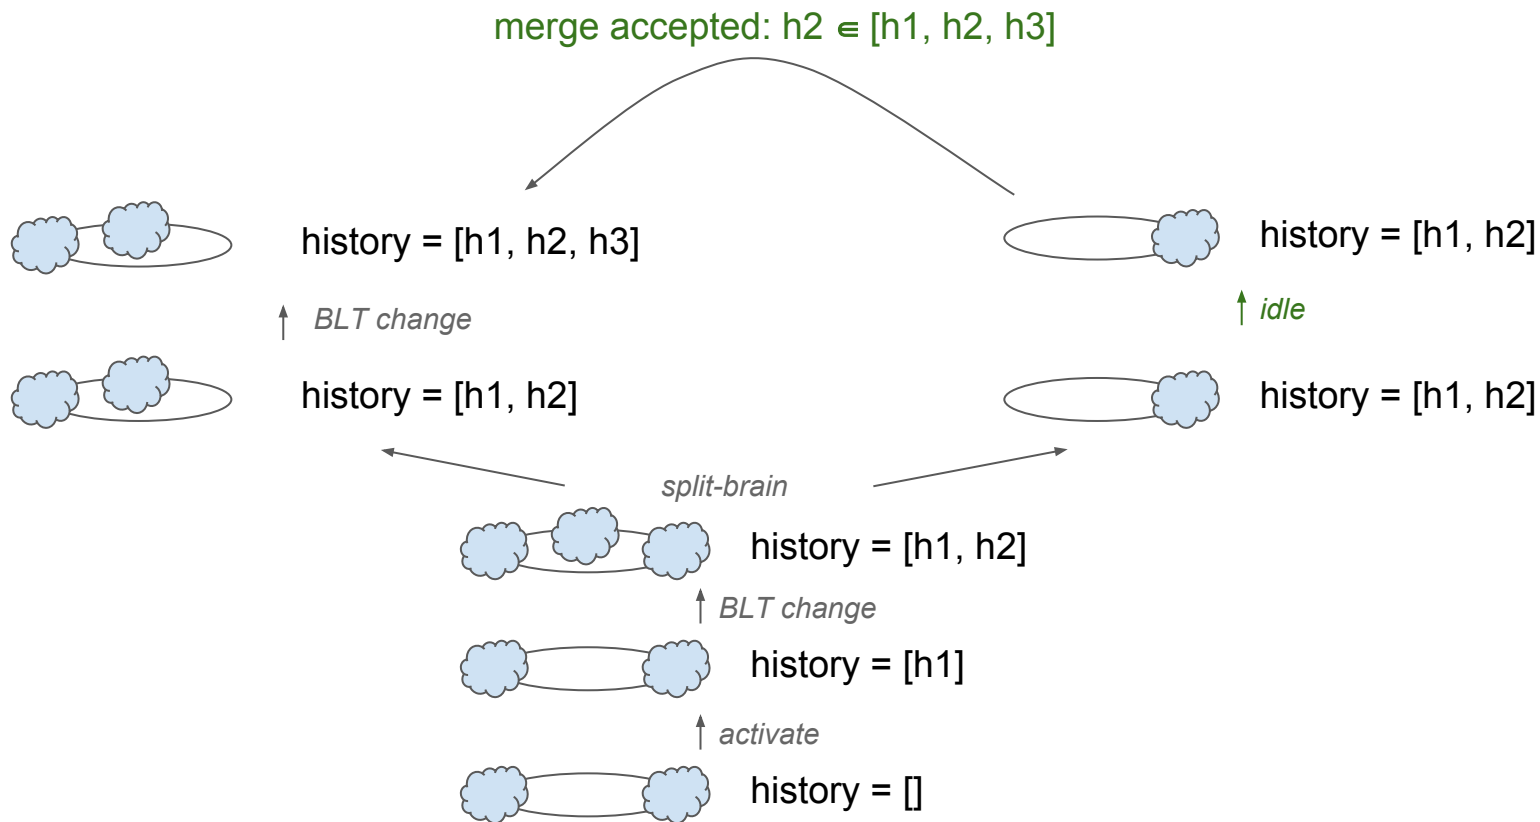 merge accepted: h2 ∈ [h1, h2, h3]
history = [h1, h2, h3]
history = [h1, h2]
BLT change
idle
history = [h1, h2]
history = [h1, h2]
split-brain
history = [h1, h2]
BLT change
history = [h1]
activate
history = []